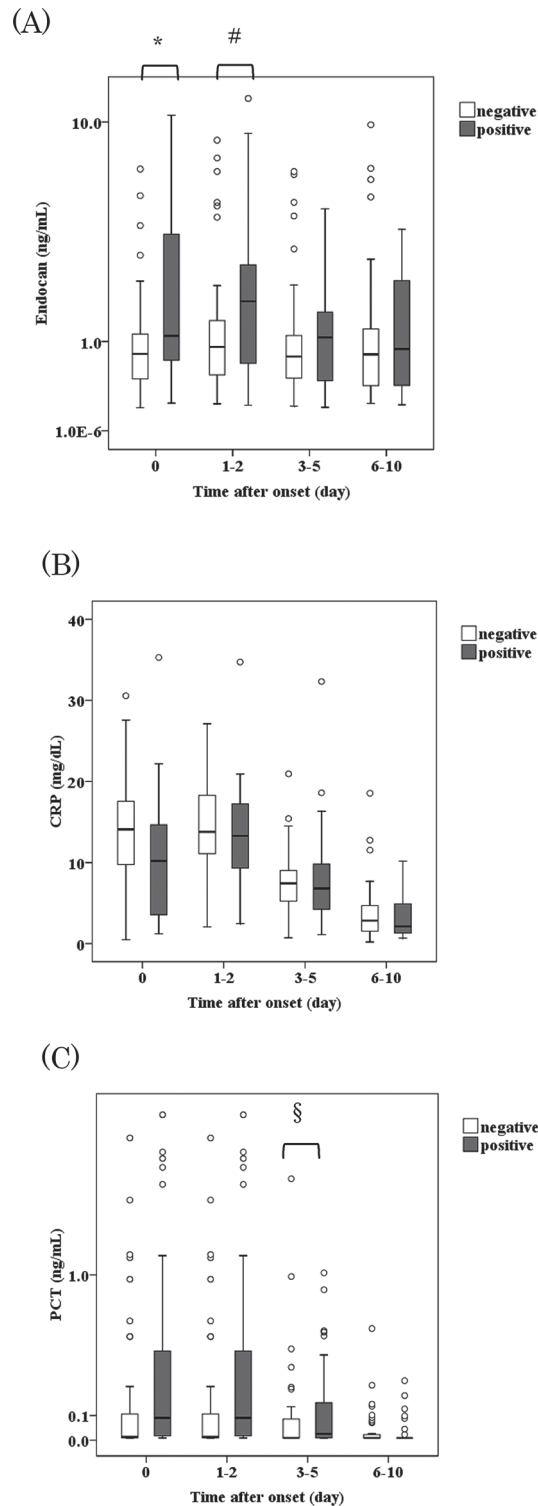 (A)
* #
10.0
negative
positive
Endocan (ng/mL)
1.0
1.0E-6
0 1-2 3-5 6-10
Time after onset (day)
(B)
40
negative
positive
30
CRP (mg/dL)
20
10
0
0 1-2 3-5 6-10
Time after onset (day)
(C)
§
negative
positive
PCT (ng/mL)
1.0
0.1
0.0
0 1-2 3-5 6-10
Time after onset (day)